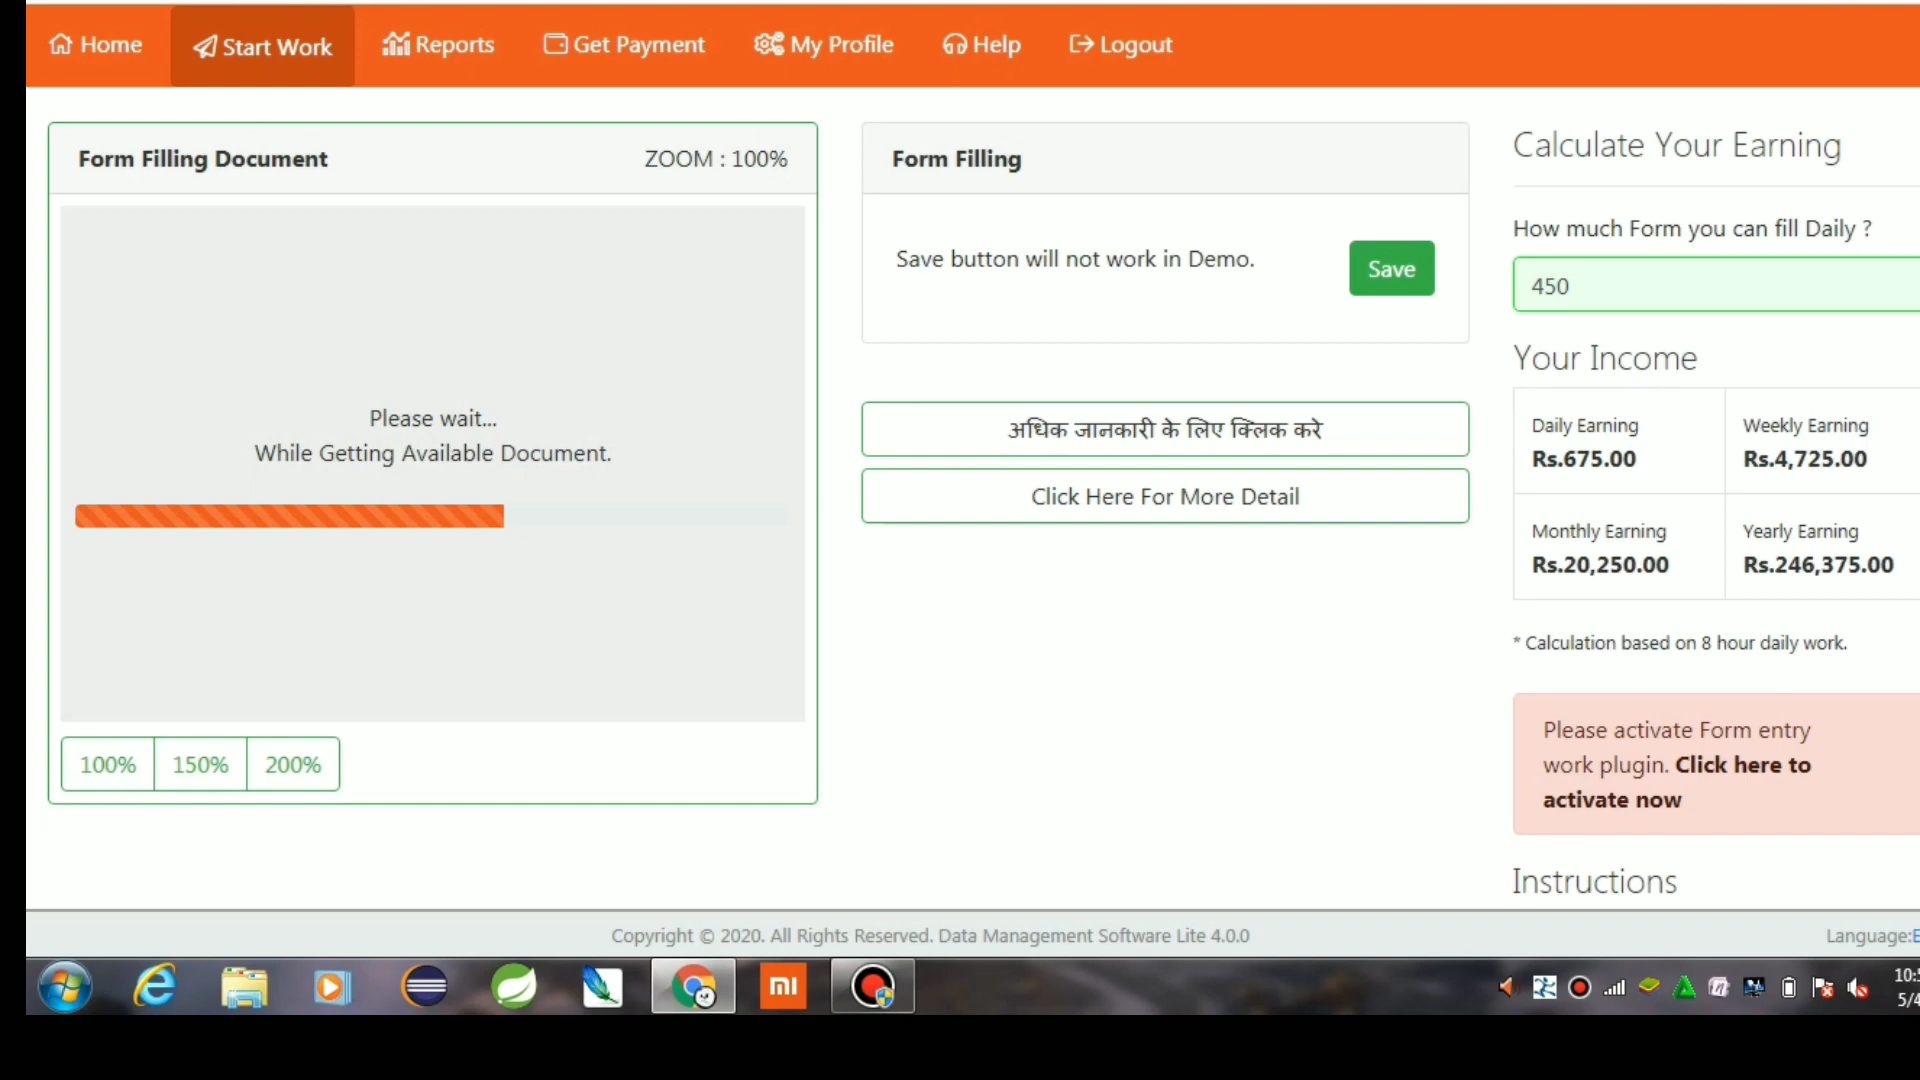 Home
Start Work
Reports
Get Payment
My Profile
Help
Logout
Form Filling Document
ZOOM : 100%
Please wait...
While Getting Available Document.
100%
150%
200%
Form Filling
Save button will not work in Demo.
Save
अधिक जानकारी के लिए क्लिक करे
Click Here For More Detail
Calculate Your Earning
How much Form you can fill Daily ?
450
Your Income
Daily Earning
Rs.675.00
Weekly Earning
Rs.4,725.00
Monthly Earning
Rs.20,250.00
Yearly Earning
Rs.246,375.00
* Calculation based on 8 hour daily work.
Please activate Form entry
work plugin. Click here to
activate now
Instructions
Copyright © 2020. All Rights Reserved. Data Management Software Lite 4.0.0
Language:
mi